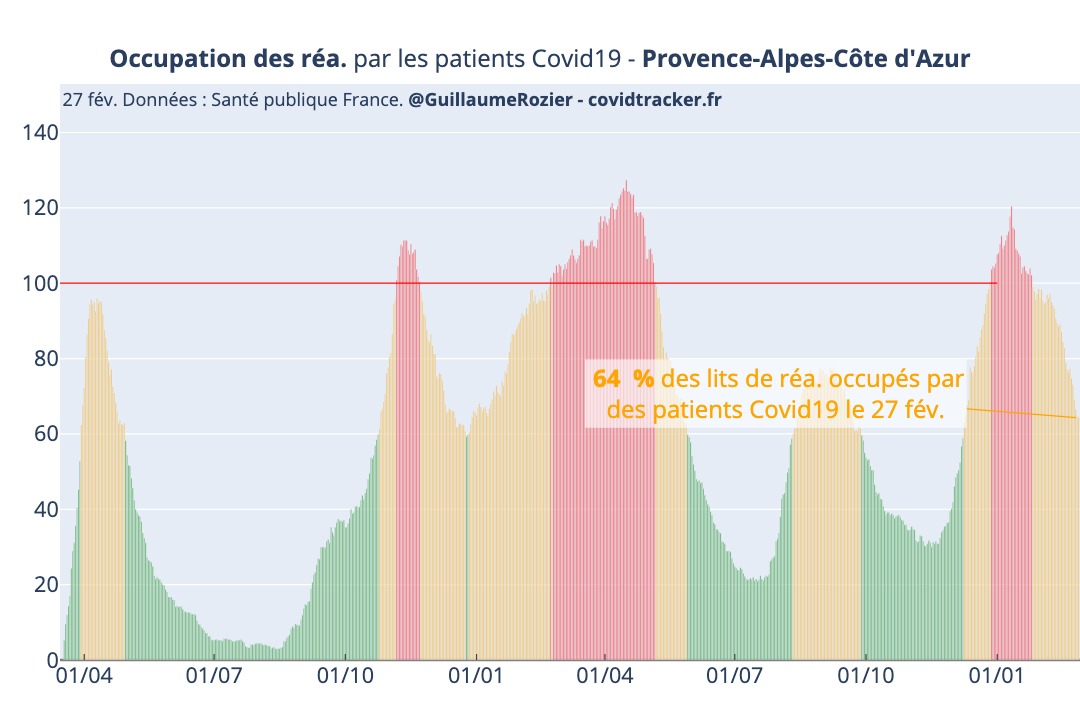 Occupation des réa. par les patients Covid19 - Provence-Alpes-Côte d'Azur
27 fév. Données : Santé publique France. @GuillaumeRozier - covidtracker.fr
140
120
100
80
64 % des lits de réa. occupés par
des patients Covid19 le 27 fév.
60
40
20
0
01/04 01/07 01/10 01/01 01/04 01/07 01/10 01/01